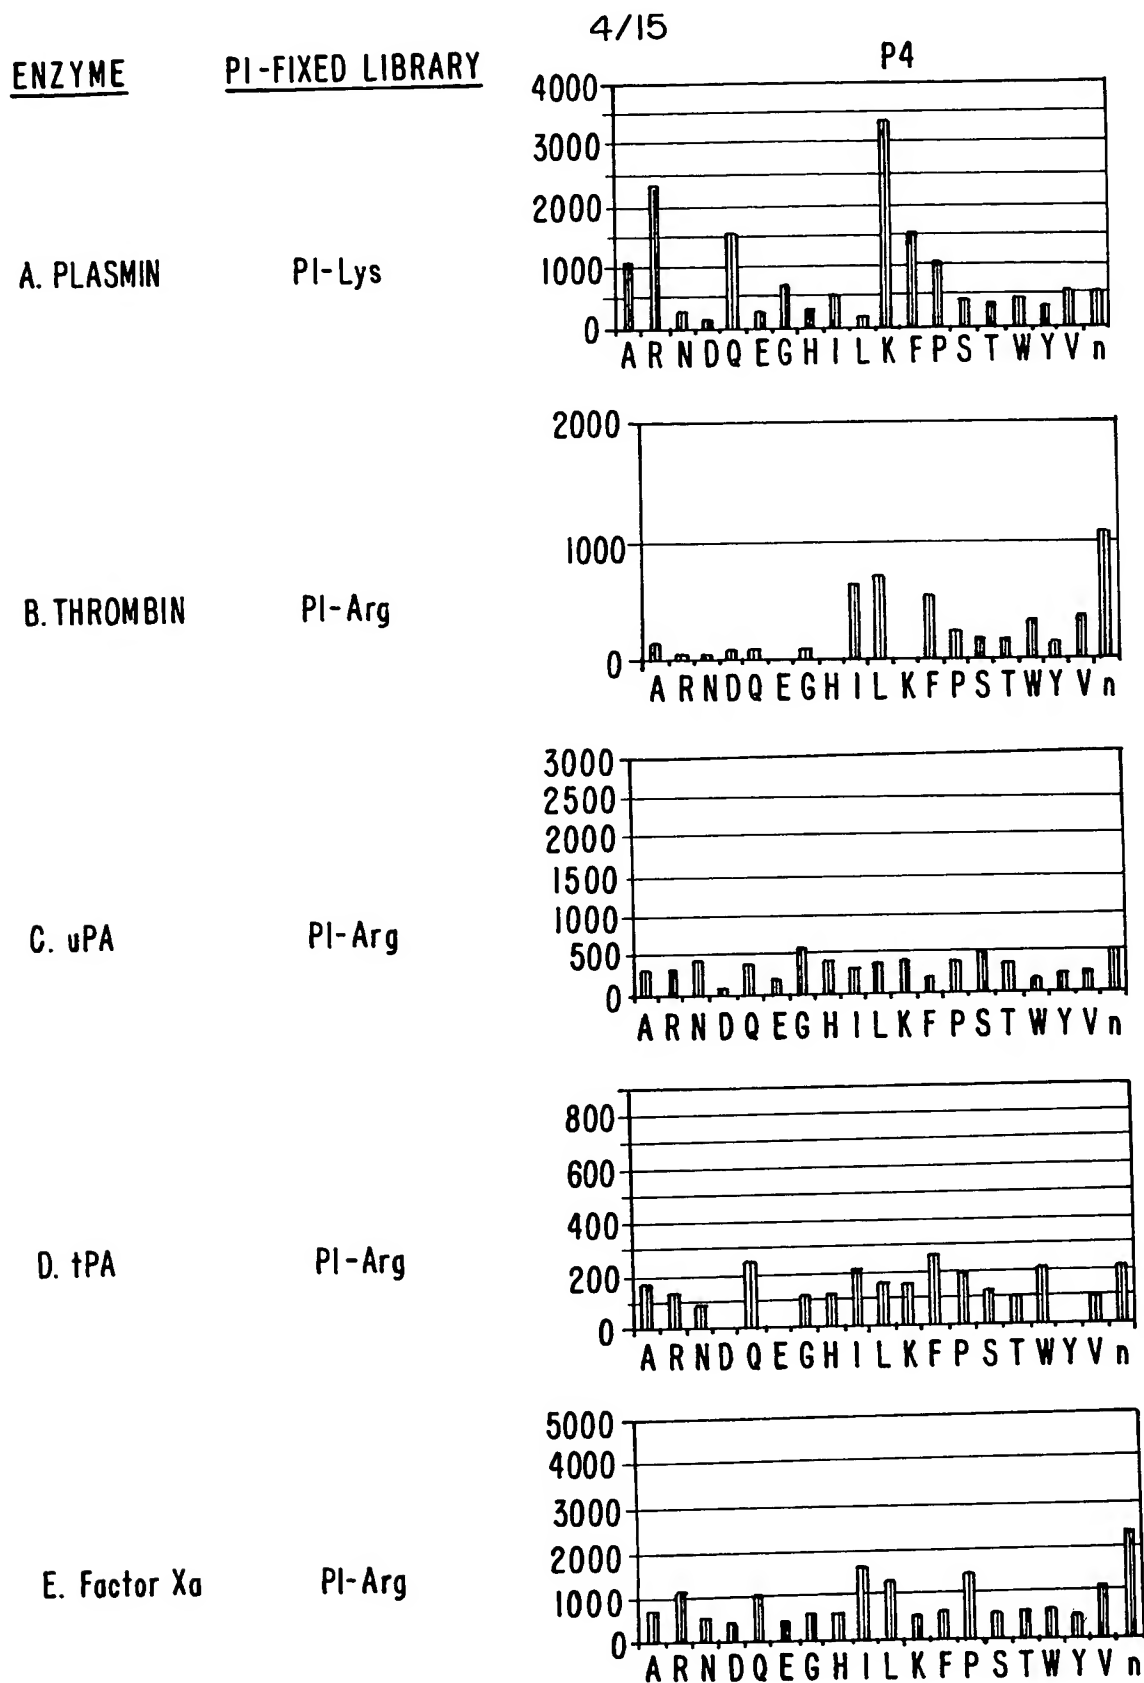 4/15
ENZYME PI-FIXED LIBRARY P4
4000
3000
2000
1000
0
A. PLASMIN PI-Lys
A R N D Q E G H I L K F P S T W Y V n
2000
1000
0
B. THROMBIN PI-Arg
A R N D Q E G H I L K F P S T W Y V n
3000
2500
2000
1500
1000
500
0
C. uPA PI-Arg
A R N D Q E G H I L K F P S T W Y V n
800
600
400
200
0
D. tPA PI-Arg
A R N D Q E G H I L K F P S T W Y V n
5000
4000
3000
2000
1000
0
E. Factor Xa PI-Arg
A R N D Q E G H I L K F P S T W Y V n